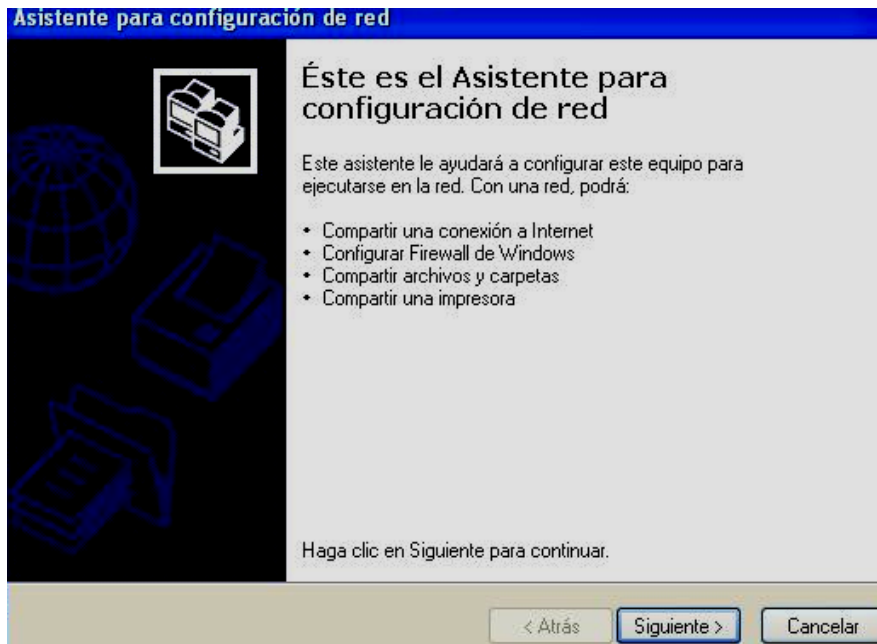 Asistente para configuración de red
Éste es el Asistente para
configuración de red
Este asistente le ayudará a configurar este equipo para
ejecutarse en la red. Con una red, podrá:
• Compartir una conexión a Internet
• Configurar Firewall de Windows
• Compartir archivos y carpetas
• Compartir una impresora
Haga clic en Siguiente para continuar.
< Atrás Siguiente > Cancelar